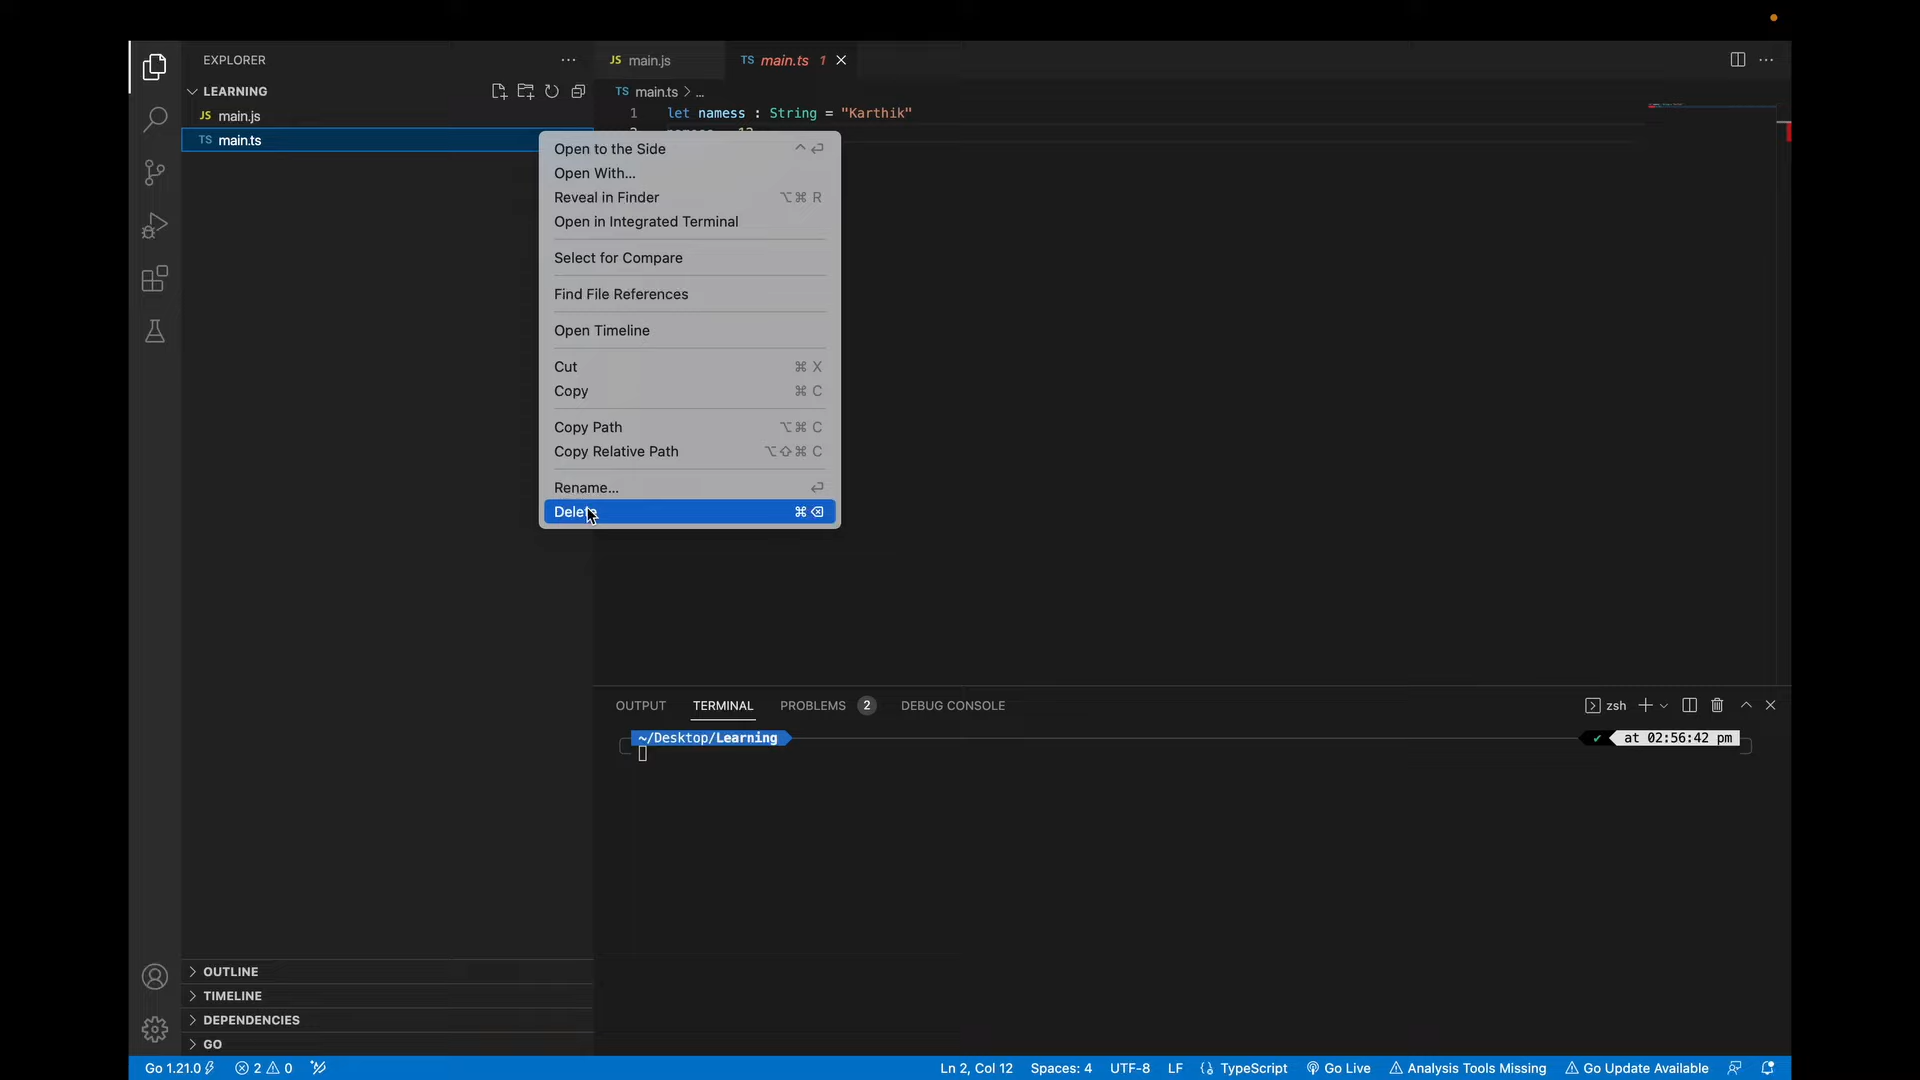 EXPLORER
LEARNING
JS main.js
TS main.ts
JS main.js
TS main.ts 1
TS main.ts > ...
1 let namess : String = "Karthik"
Open to the Side
Open With...
Reveal in Finder ⌥⌘ R
Open in Integrated Terminal
Select for Compare
Find File References
Open Timeline
Cut ⌘ X
Copy ⌘ C
Copy Path ⌥⌘ C
Copy Relative Path ⌥⇧⌘ C
Rename...
Delete
OUTPUT TERMINAL PROBLEMS 2 DEBUG CONSOLE
zsh
~/Desktop/Learning
at 02:56:42 pm
OUTLINE
TIMELINE
DEPENDENCIES
GO
Go 1.21.0 2 0 Ln 2, Col 12 Spaces: 4 UTF-8 LF TypeScript Go Live Analysis Tools Missing Go Update Available